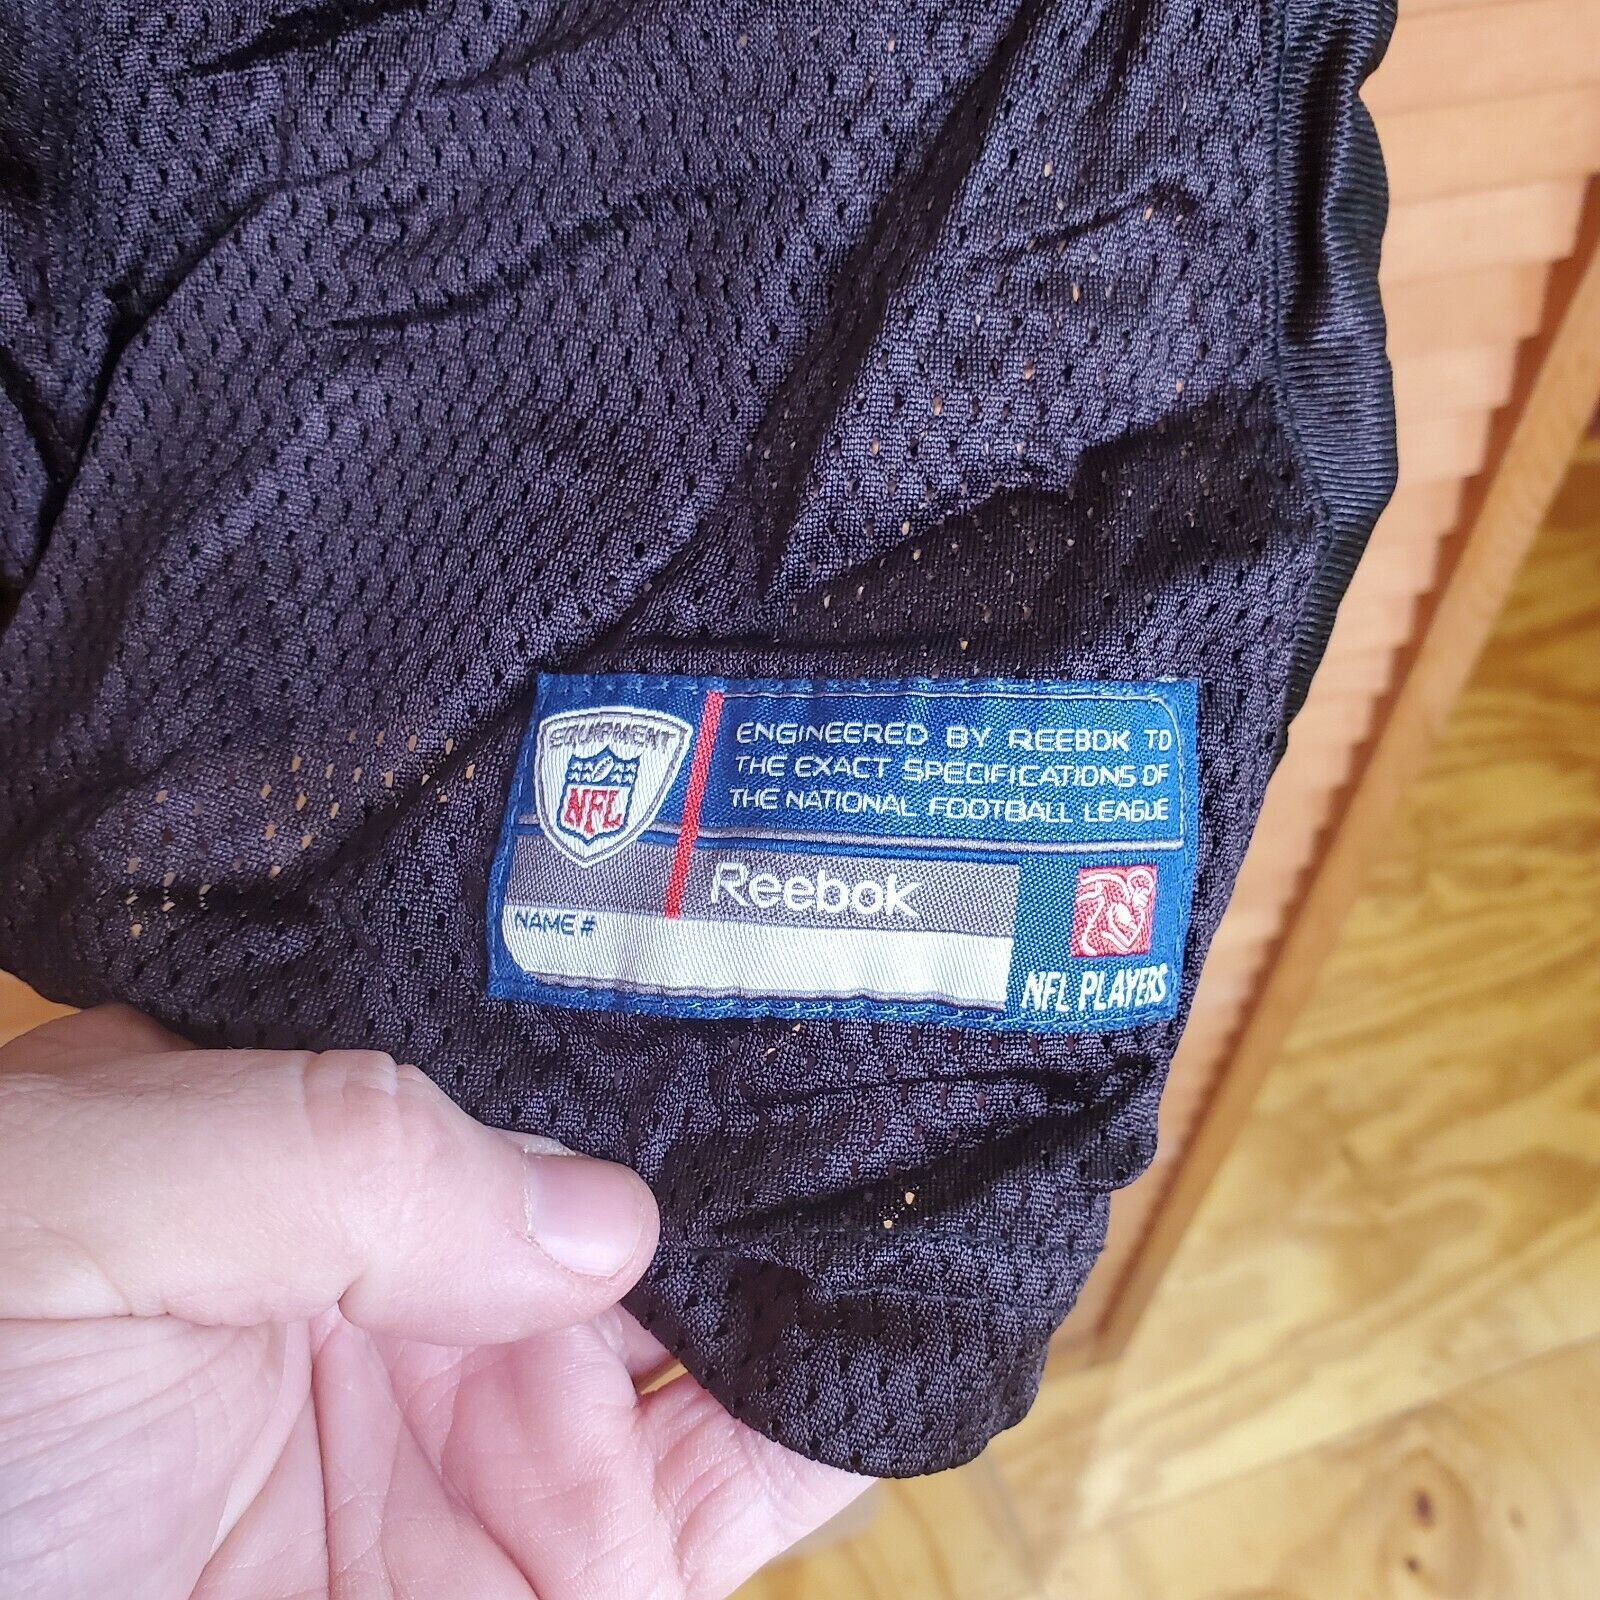 EQUIPMENT
NFL
ENGINEERED BY REEBOK TO
THE EXACT SPECIFICATIONS OF
THE NATIONAL FOOTBALL LEAGUE
Reebok
NAME #
NFL PLAYERS